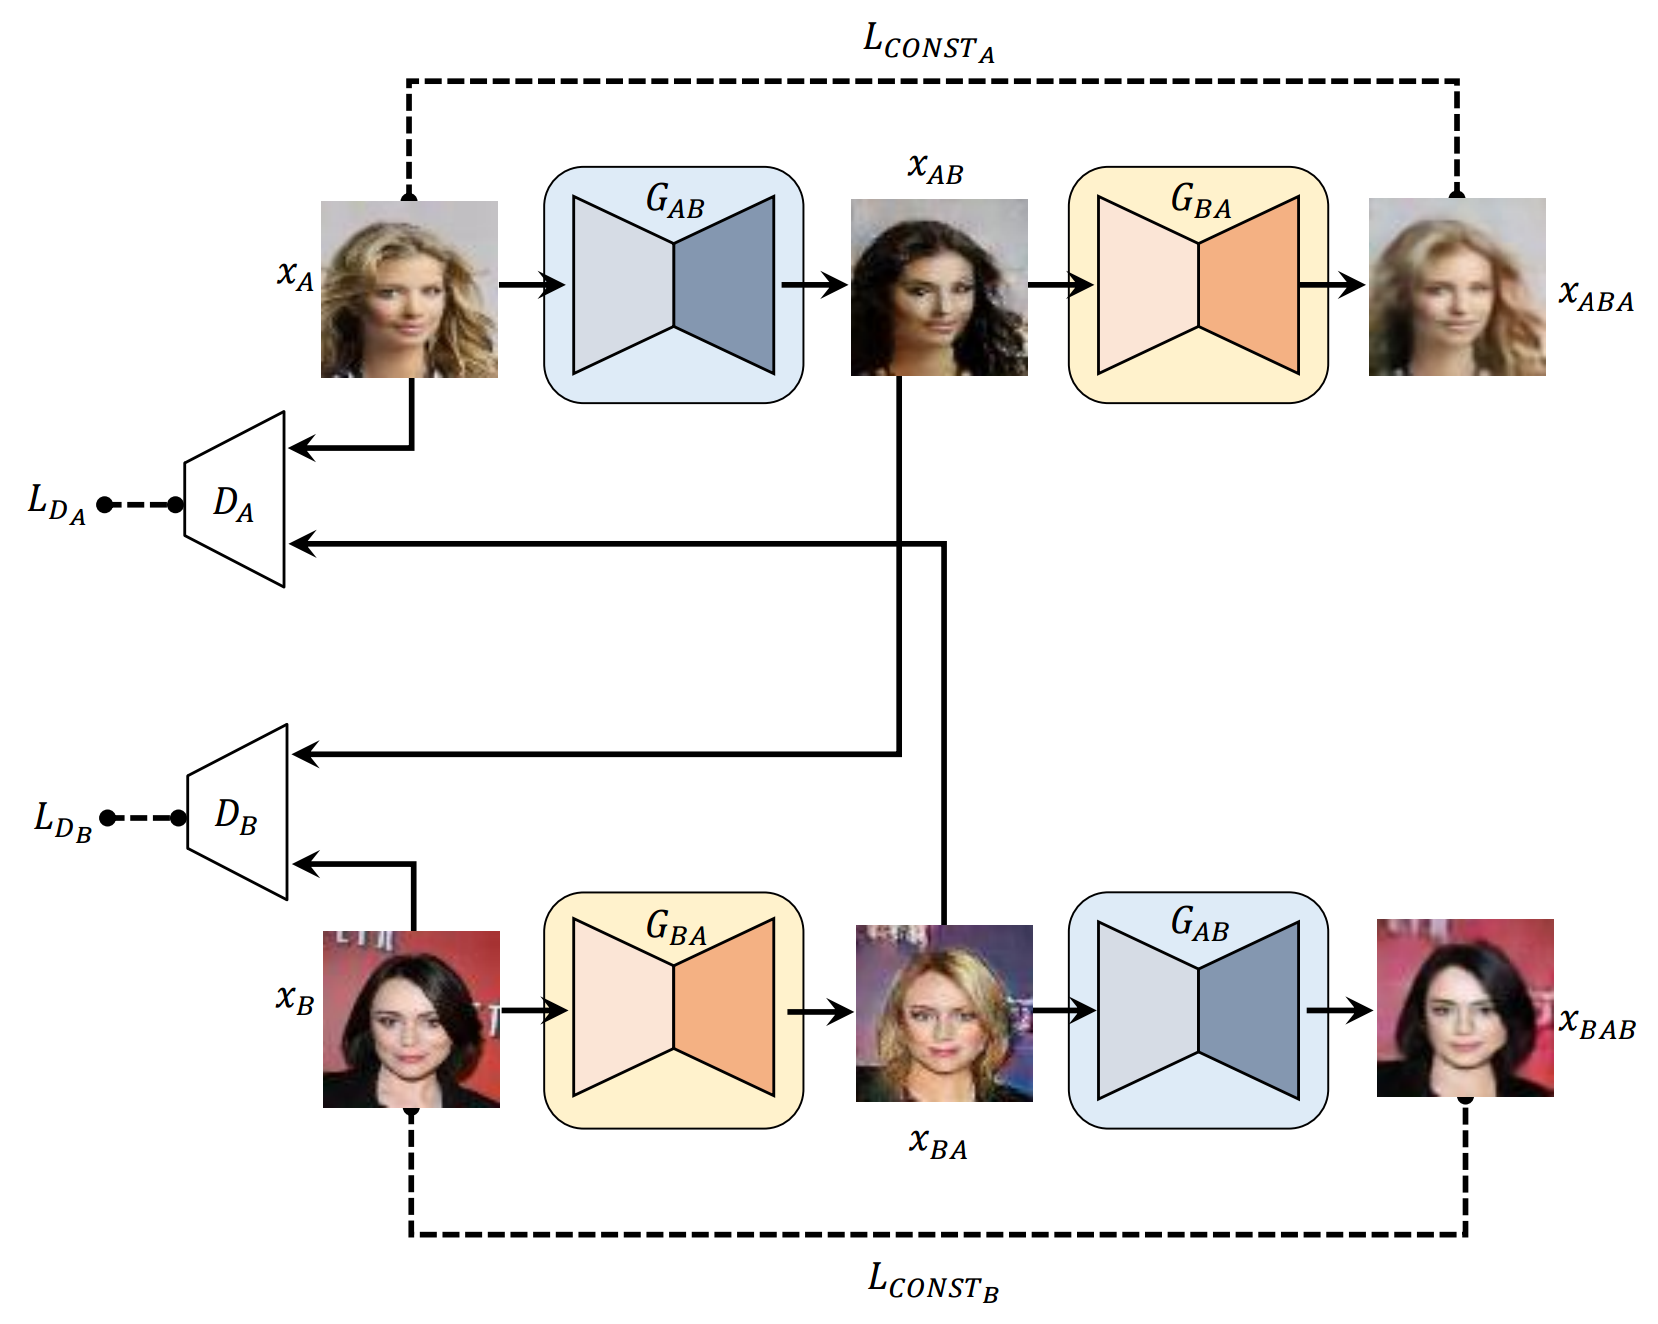 L_{CONST_A}
x_{AB}
G_{AB}
G_{BA}
x_A
x_{ABA}
L_{D_A}
D_A
L_{D_B}
D_B
G_{BA}
G_{AB}
x_B
x_{BAB}
x_{BA}
L_{CONST_B}